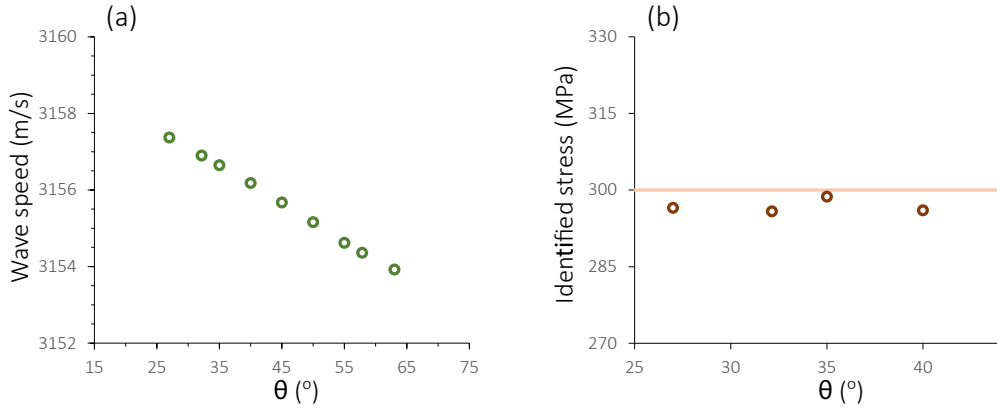 (a)
Wave speed (m/s)
3160
3158
3156
3154
3152
15 25 35 45 55 65 75
θ (°)
(b)
Identified stress (MPa)
330
315
300
285
270
25 30 35 40
θ (°)